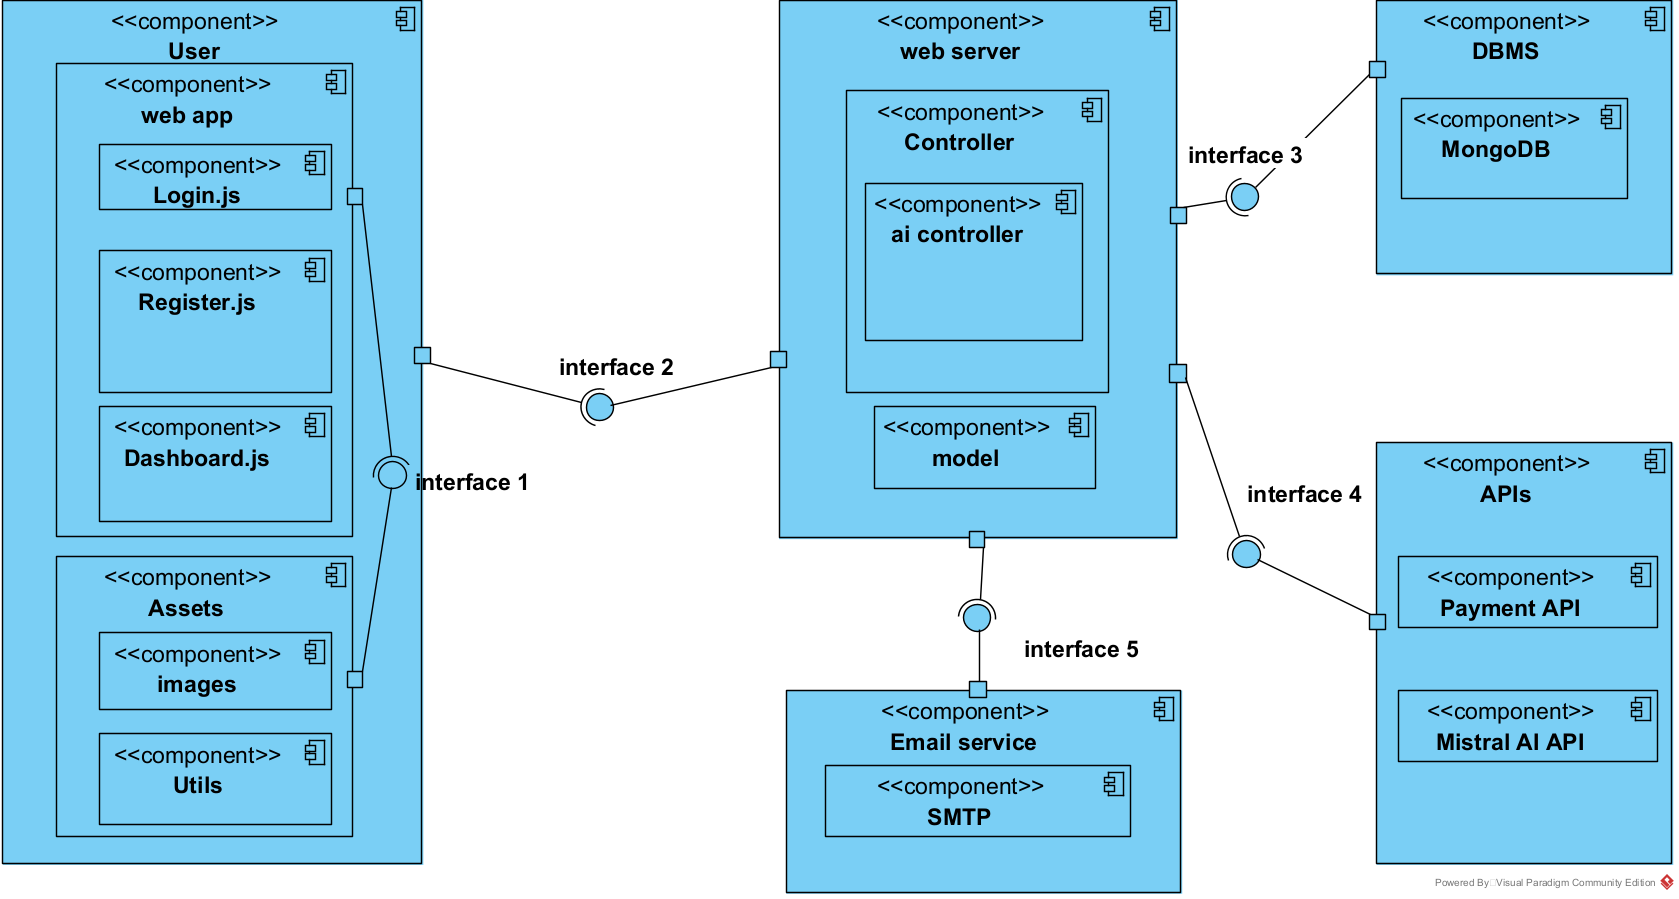 <<component>>
User
<<component>>
web app
<<component>>
Login.js
<<component>>
Register.js
<<component>>
Dashboard.js
<<component>>
Assets
<<component>>
images
<<component>>
Utils
interface 1
interface 2
<<component>>
web server
<<component>>
Controller
<<component>>
ai controller
<<component>>
model
interface 3
<<component>>
DBMS
<<component>>
MongoDB
interface 4
<<component>>
APIs
<<component>>
Payment API
<<component>>
Mistral AI API
interface 5
<<component>>
Email service
<<component>>
SMTP
Powered By Visual Paradigm Community Edition